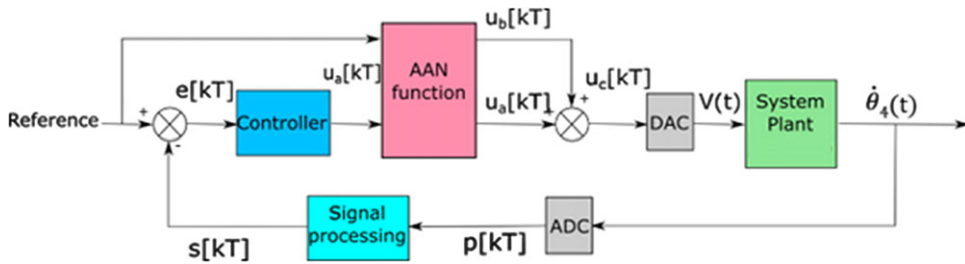 u_b[kT]
AAN
function
u_a[kT]
e[kT]
u_c[kT]
V(t)
System
Plant
θ̇_4(t)
Reference
+
-
Controller
u_a[kT]
+
+
DAC
Signal
processing
ADC
s[kT]
p[kT]